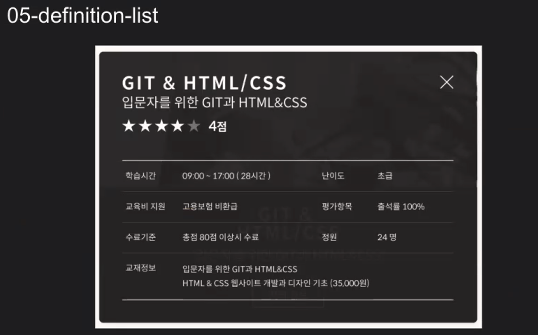 05-definition-list
GIT & HTML/CSS
입문자를 위한 GIT과 HTML&CSS
★★★★★ 4점
학습시간 09:00 ~ 17:00 ( 28시간 ) 난이도 초급
교육비 지원 고용보험 비환급 평가항목 출석률 100%
수료기준 총점 80점 이상시 수료 정원 24 명
교재정보 입문자를 위한 GIT과 HTML&CSS
HTML & CSS 웹사이트 개발과 디자인 기초 (35,000원)